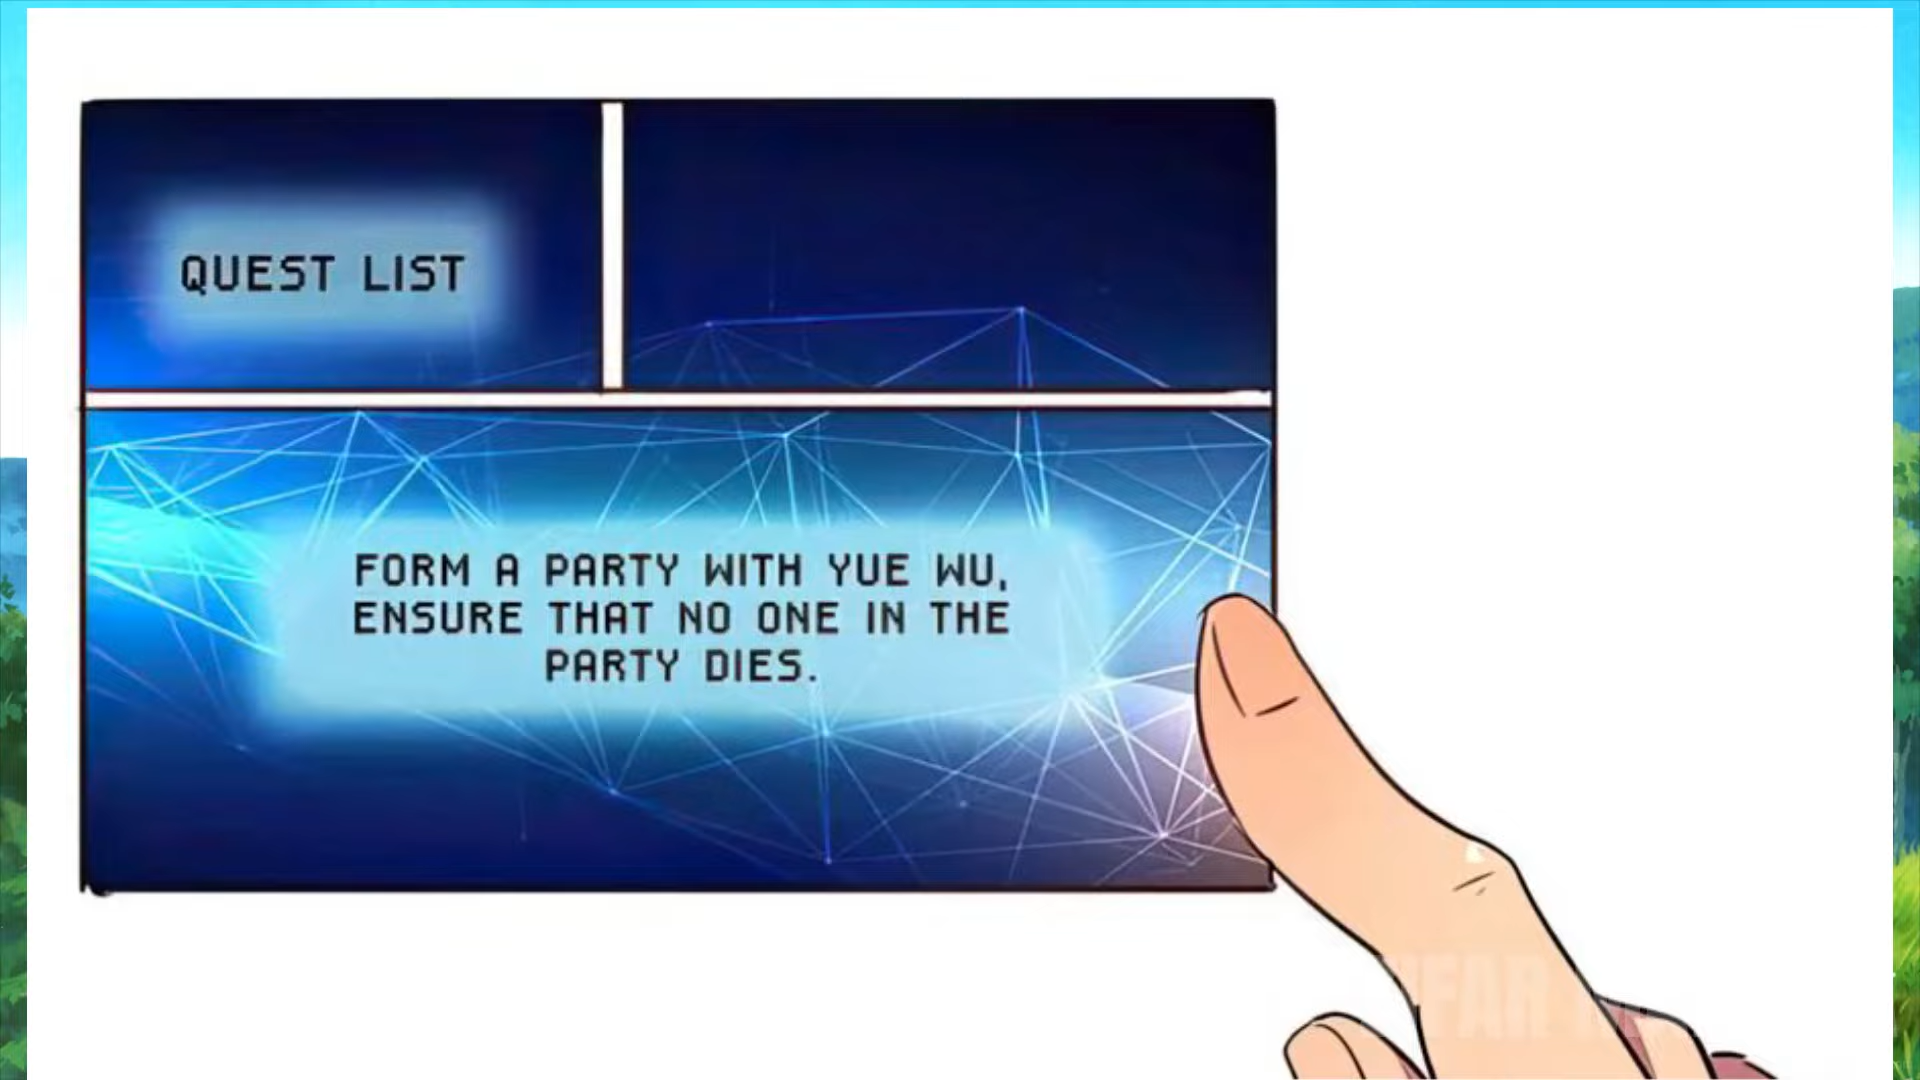 QUEST LIST
FORM A PARTY WITH YUE WU,
ENSURE THAT NO ONE IN THE
PARTY DIES.